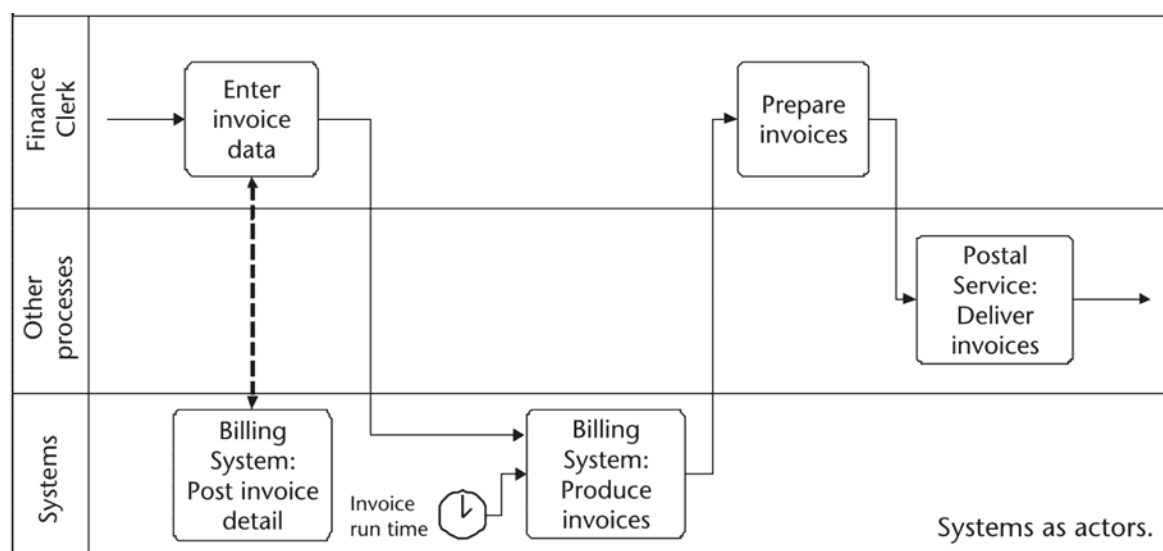 Finance
Clerk
Enter
invoice
data
Prepare
invoices
Other
processes
Postal
Service:
Deliver
invoices
Systems
Billing
System:
Post invoice
detail
Invoice
run time
Billing
System:
Produce
invoices
Systems as actors.